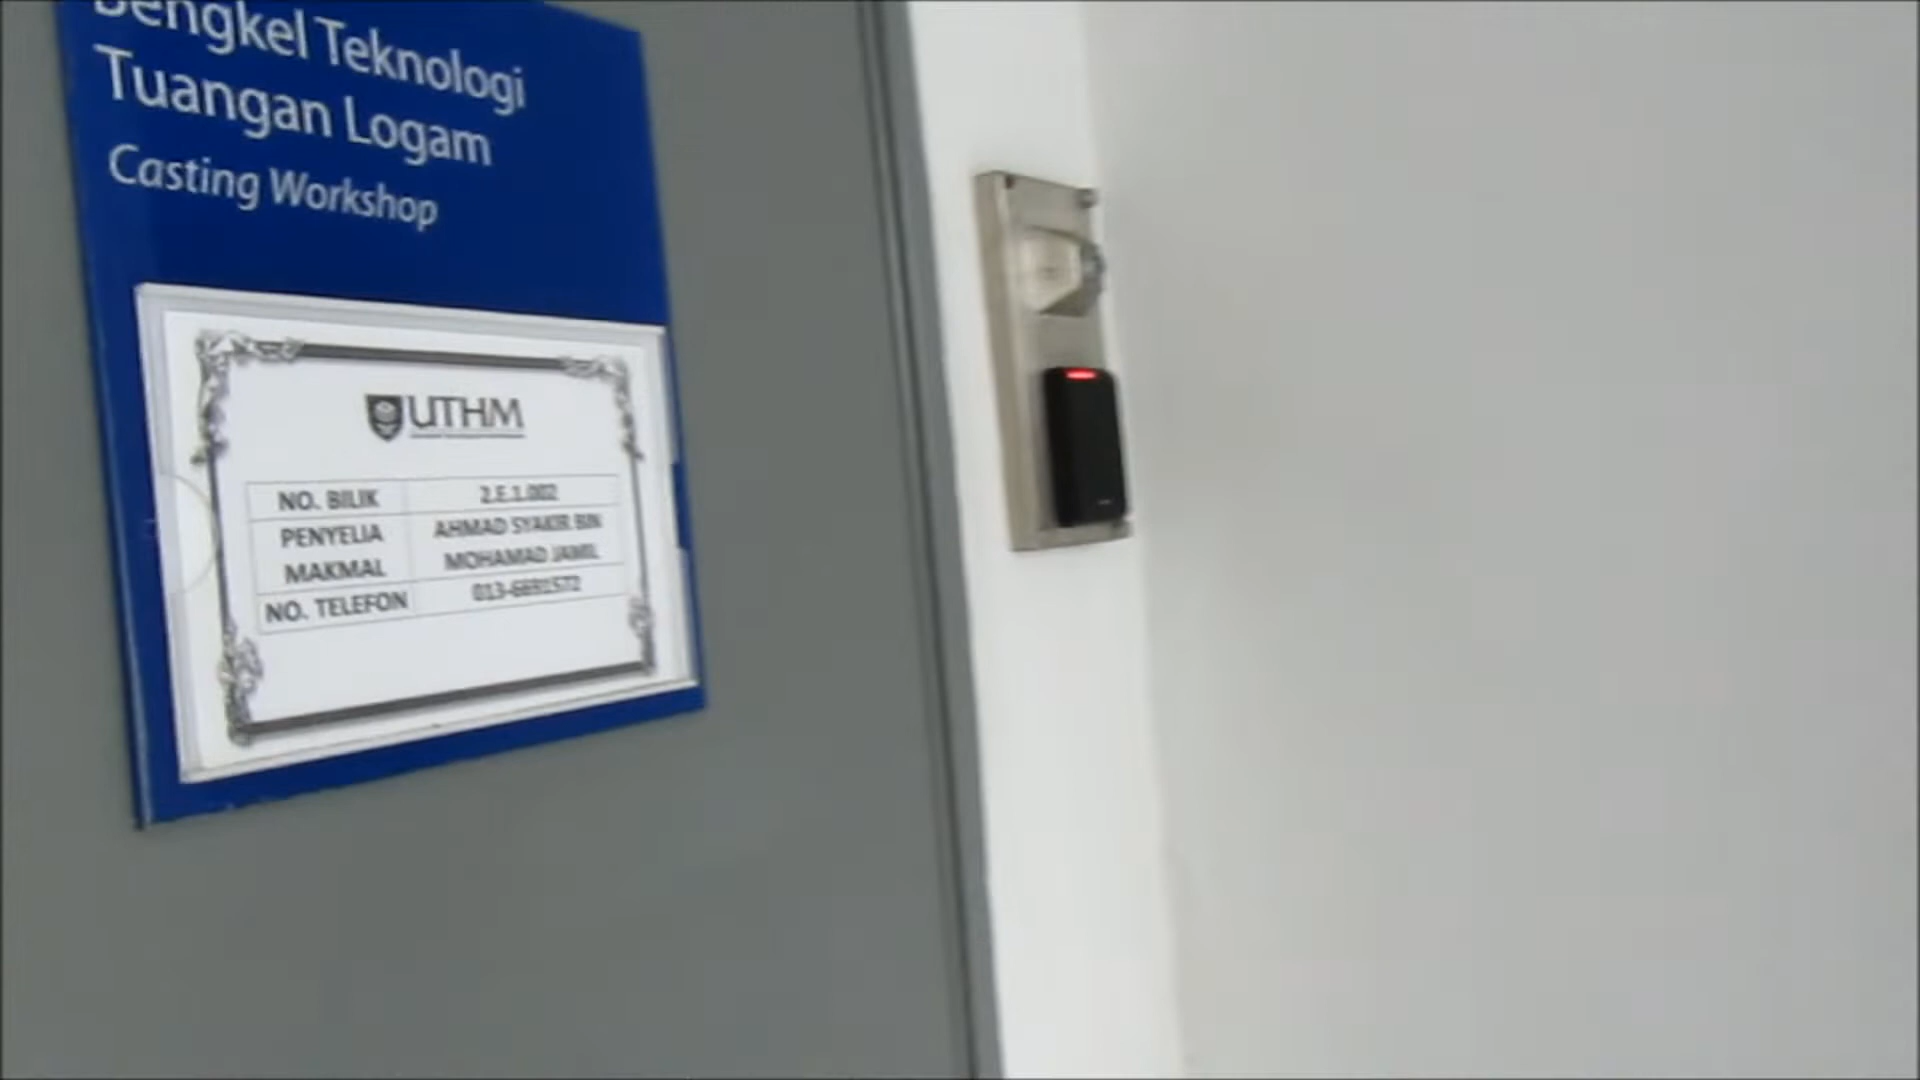 Bengkel Teknologi
Tuangan Logam
Casting Workshop
UTHM
NO. BILIK 2.E.1.002
PENYELIA AHMAD SYAKIR BIN
MAKMAL MOHAMAD JAMIL
NO. TELEFON